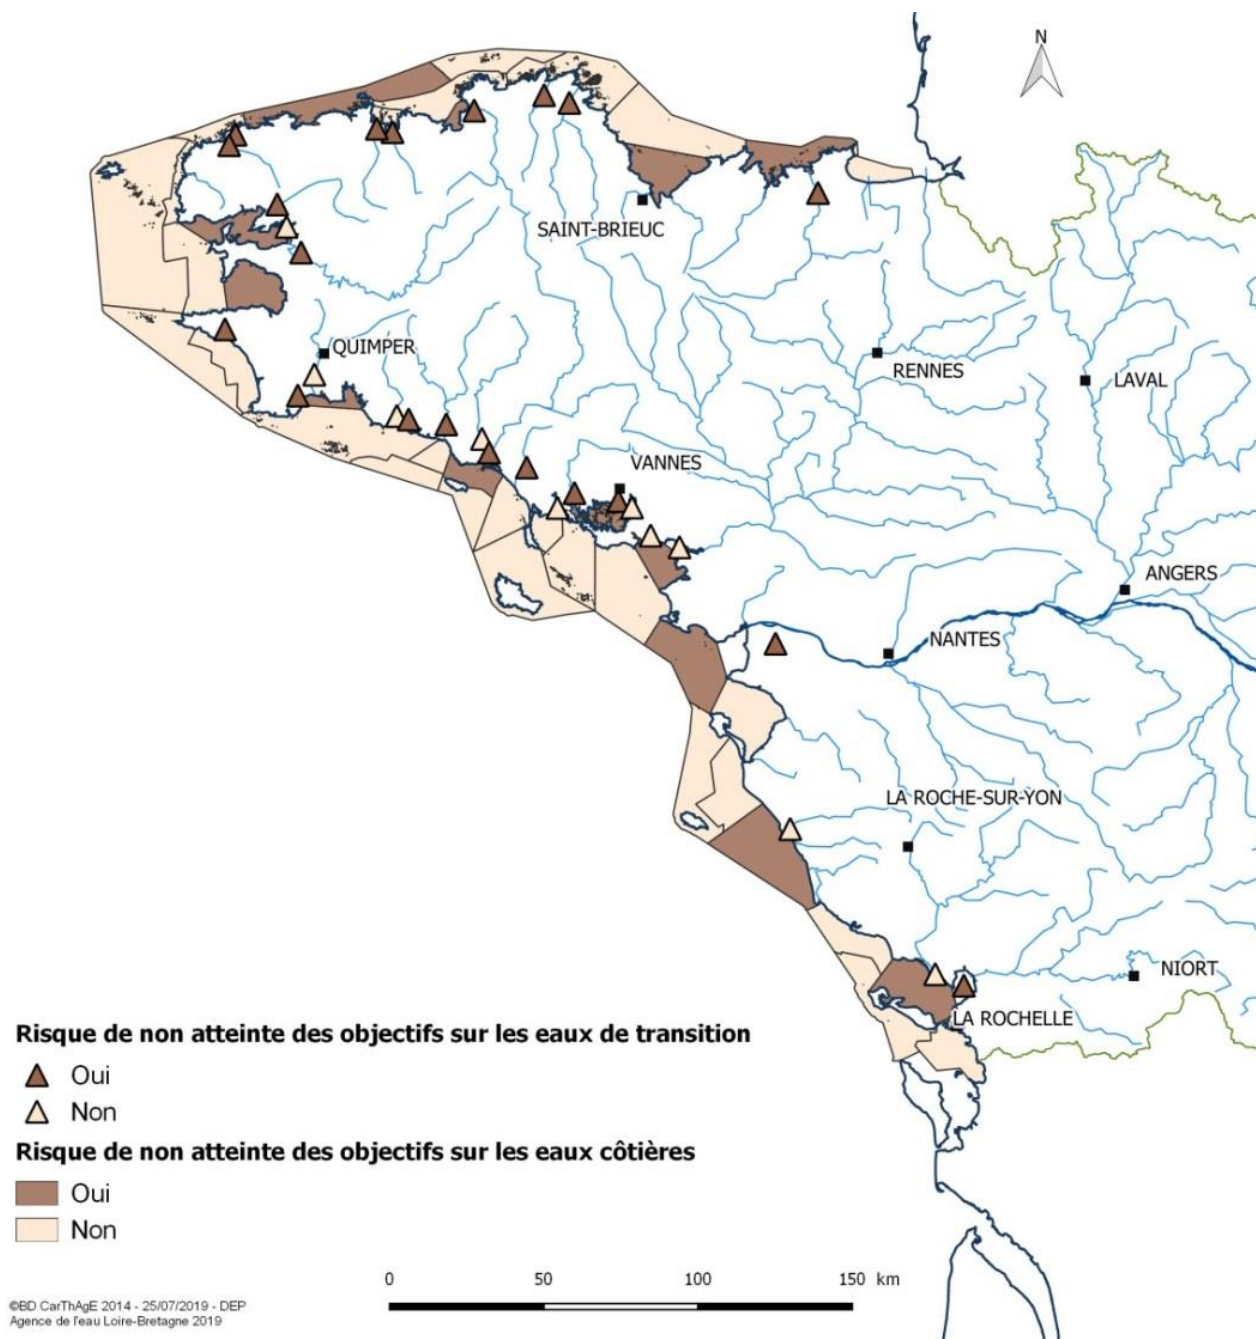 N
SAINT-BRIEUC
QUIMPER
RENNES
LAVAL
VANNES
ANGERS
NANTES
LA ROCHE-SUR-YON
NIORT
LA ROCHELLE
Risque de non atteinte des objectifs sur les eaux de transition
Oui
Non
Risque de non atteinte des objectifs sur les eaux côtières
Oui
Non
0 50 100 150 km
©BD CarThAgE 2014 - 25/07/2019 - DEP
Agence de l'eau Loire-Bretagne 2019